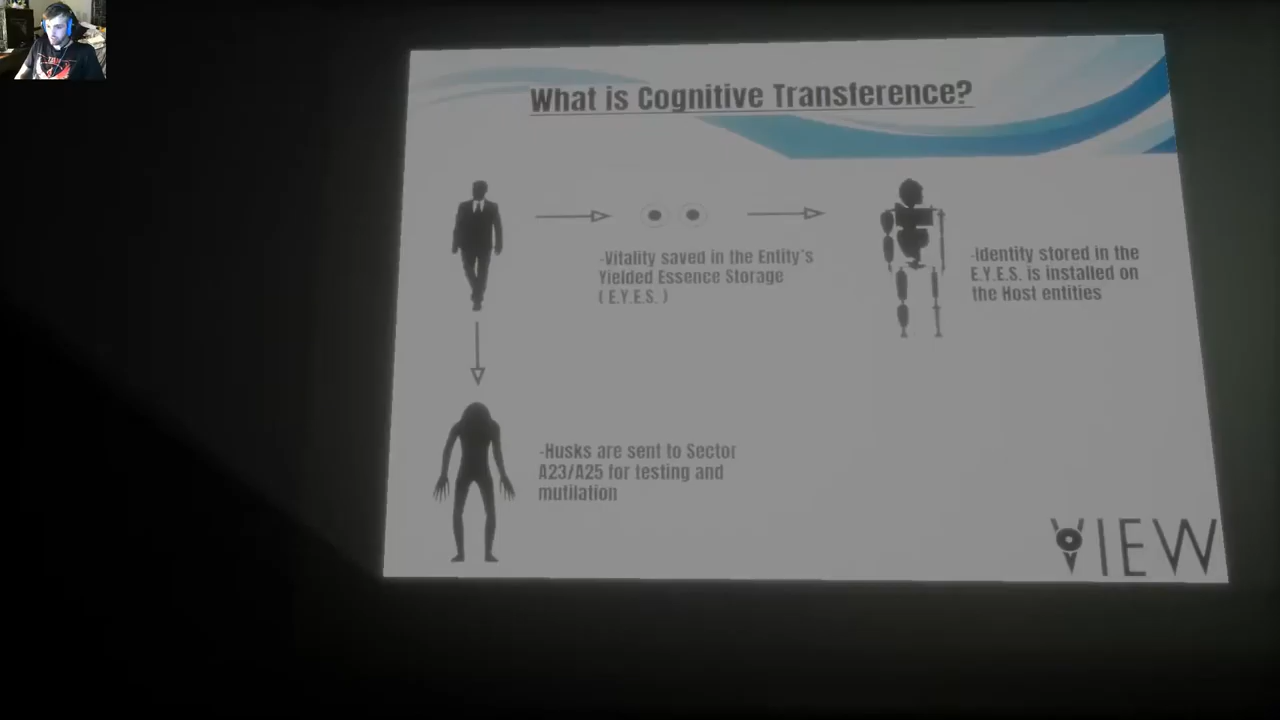 What is Cognitive Transference?
-Vitality saved in the Entity's
Yielded Essence Storage
( E.Y.E.S. )
-Identity stored in the
E.Y.E.S. is installed on
the Host entities
-Husks are sent to Sector
A23/A25 for testing and
mutilation
VIEW